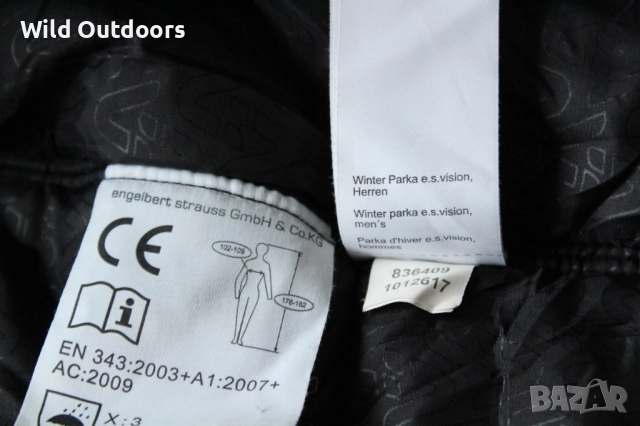 Wild Outdoors
engelbert strauss GmbH & Co.KG
CE
102-109
178-182
i
EN 343:2003+A1:2007+
AC:2009
X : 3
Winter Parka e.s.vision,
Herren
Winter parka e.s.vision,
men's
Parka d'hiver e.s.vision,
hommes
836409
1012617
BAZAR